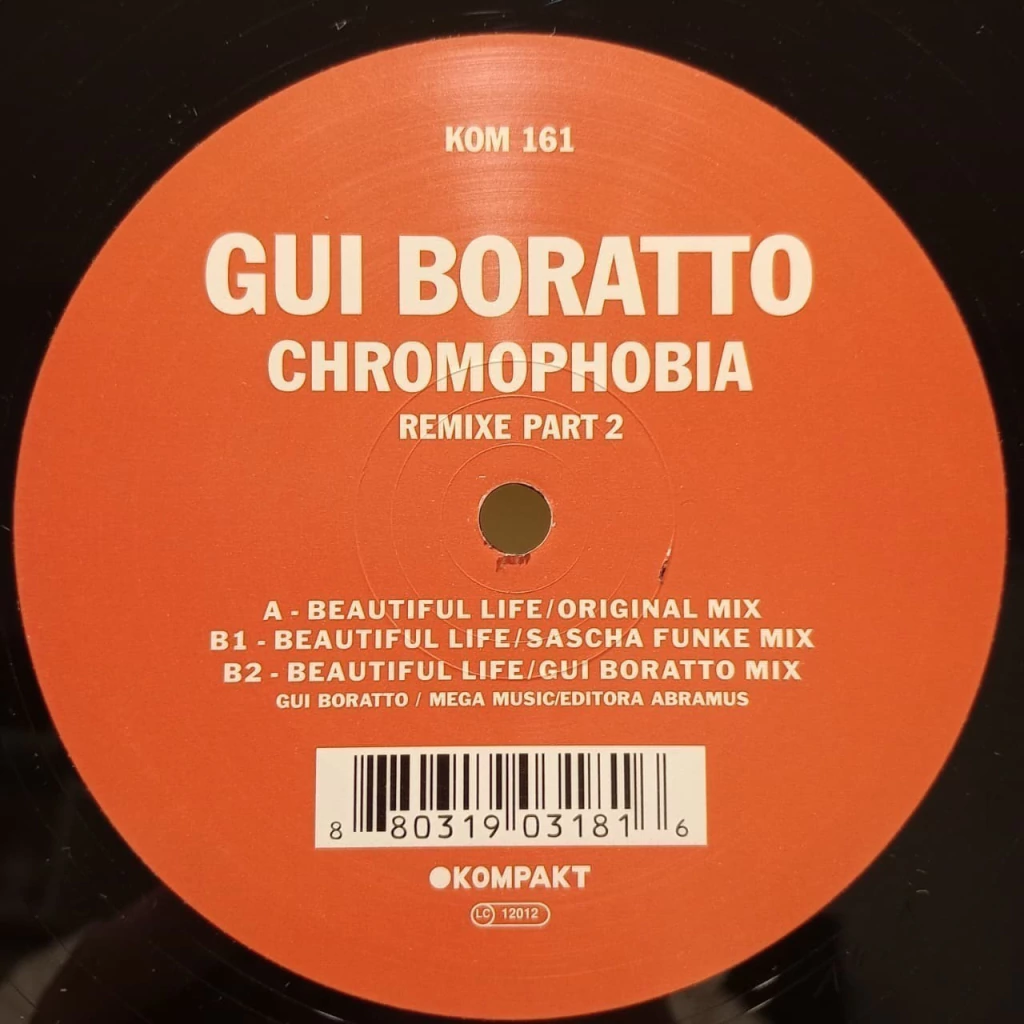 KOM 161
GUI BORATTO
CHROMOPHOBIA
REMIXE PART 2
A - BEAUTIFUL LIFE/ORIGINAL MIX
B1 - BEAUTIFUL LIFE/SASCHA FUNKE MIX
B2 - BEAUTIFUL LIFE/GUI BORATTO MIX
GUI BORATTO / MEGA MUSIC/EDITORA ABRAMUS
8 80319 03181 6
KOMPAKT
LC 12012